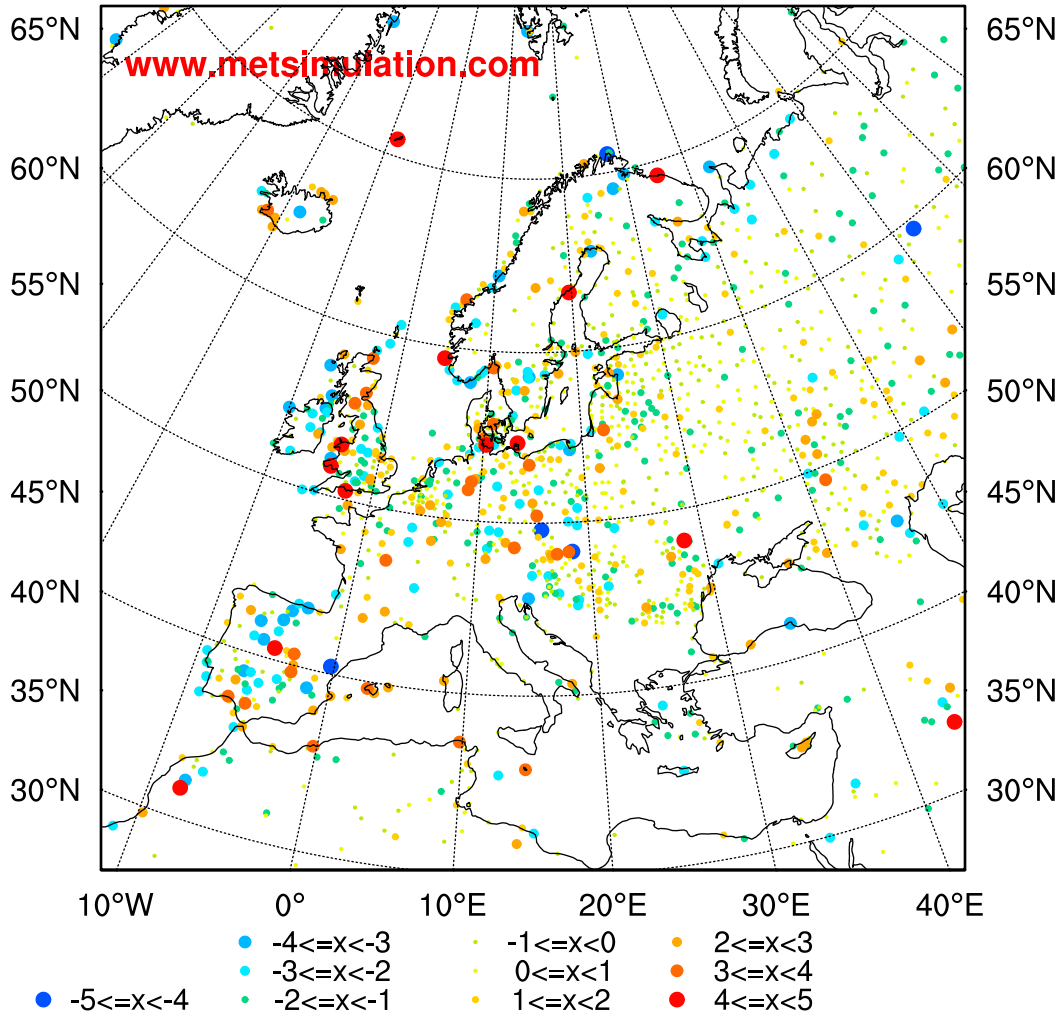 65°N 65°N
www.metsimulation.com
60°N 60°N
55°N 55°N
50°N 50°N
45°N 45°N
40°N 40°N
35°N 35°N
30°N 30°N
10°W 0° 10°E 20°E 30°E 40°E
-4<=x<-3 -1<=x<0 2<=x<3
-3<=x<-2 0<=x<1 3<=x<4
-5<=x<-4 -2<=x<-1 1<=x<2 4<=x<5